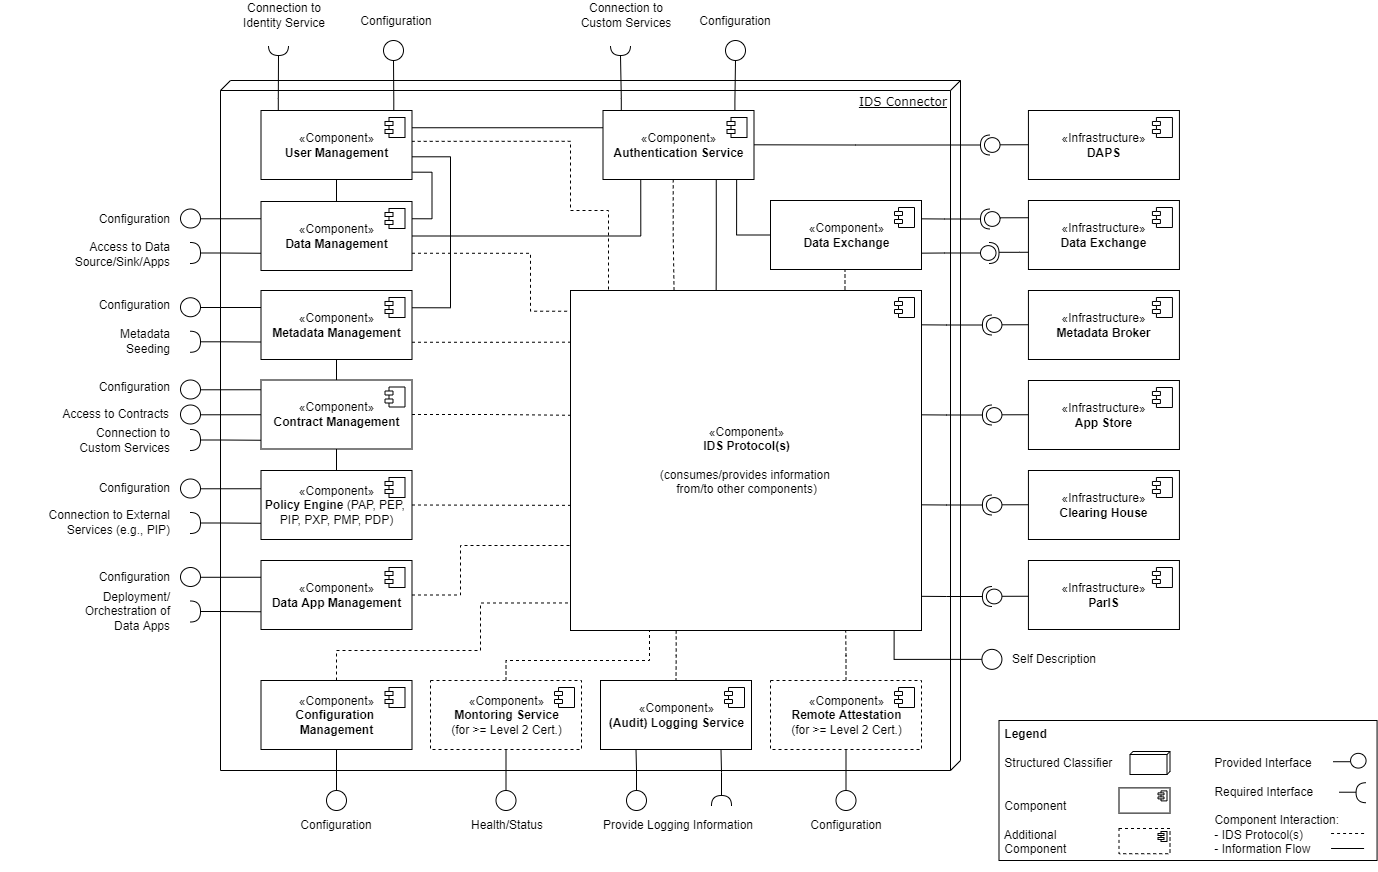 Connection to
Identity Service
Configuration
Connection to
Custom Services
Configuration
IDS Connector
«Component»
User Management
«Component»
Authentication Service
«Infrastructure»
DAPS
Configuration
Access to Data
Source/Sink/Apps
«Component»
Data Management
«Component»
Data Exchange
«Infrastructure»
Data Exchange
Configuration
Metadata
Seeding
«Component»
Metadata Management
«Infrastructure»
Metadata Broker
Configuration
Access to Contracts
Connection to
Custom Services
«Component»
Contract Management
«Component»
IDS Protocol(s)
(consumes/provides information
from/to other components)
«Infrastructure»
App Store
Configuration
Connection to External
Services (e.g., PIP)
«Component»
Policy Engine (PAP, PEP,
PIP, PXP, PMP, PDP)
«Infrastructure»
Clearing House
Configuration
Deployment/
Orchestration of
Data Apps
«Component»
Data App Management
«Infrastructure»
ParIS
Self Description
«Component»
Configuration
Management
«Component»
Montoring Service
(for >= Level 2 Cert.)
«Component»
(Audit) Logging Service
«Component»
Remote Attestation
(for >= Level 2 Cert.)
Configuration
Health/Status
Provide Logging Information
Configuration
Legend
Structured Classifier
Component
Additional
Component
Provided Interface
Required Interface
Component Interaction:
- IDS Protocol(s)
- Information Flow